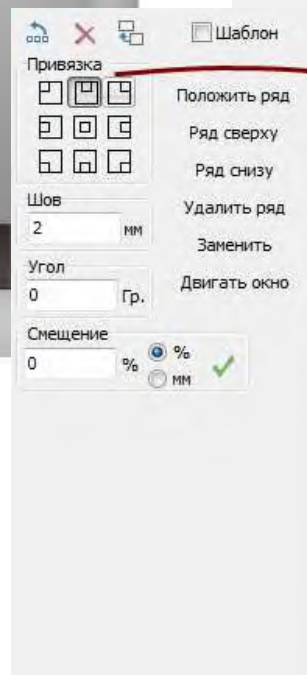 Шаблон
Привязка
Положить ряд
Ряд сверху
Ряд снизу
Шов
2 мм
Удалить ряд
Заменить
Угол
0 Гр.
Двигать окно
Смещение
0 %
%
мм